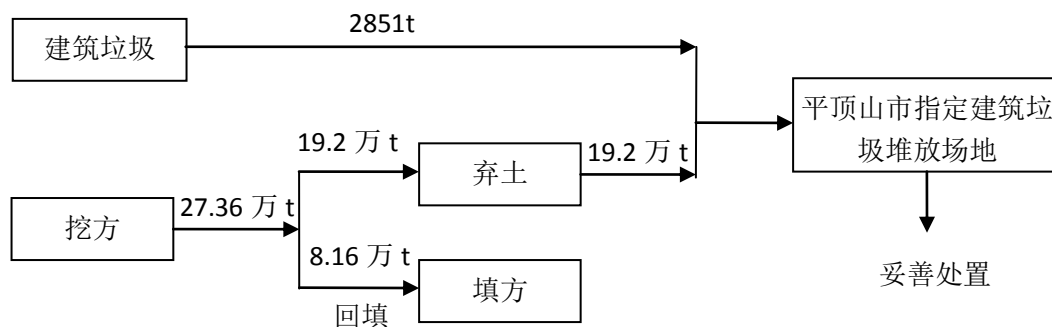 2851t
建筑垃圾
平顶山市指定建筑垃
圾堆放场地
19.2 万 t
弃土
19.2 万 t
挖方
27.36 万 t
8.16 万 t
填方
回填
妥善处置